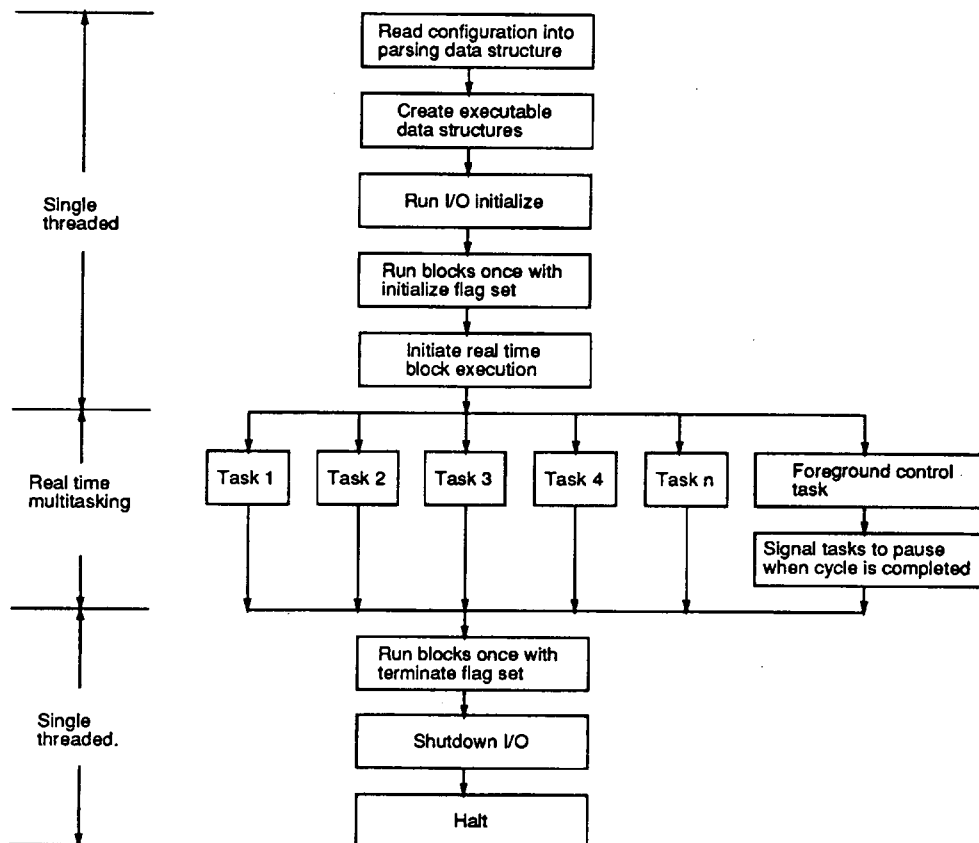 Read configuration into
parsing data structure
Create executable
data structures
Single
threaded
Run I/O initialize
Run blocks once with
initialize flag set
Initiate real time
block execution
Real time
multitasking
Task 1
Task 2
Task 3
Task 4
Task n
Foreground control
task
Signal tasks to pause
when cycle is completed
Run blocks once with
terminate flag set
Single
threaded.
Shutdown I/O
Halt